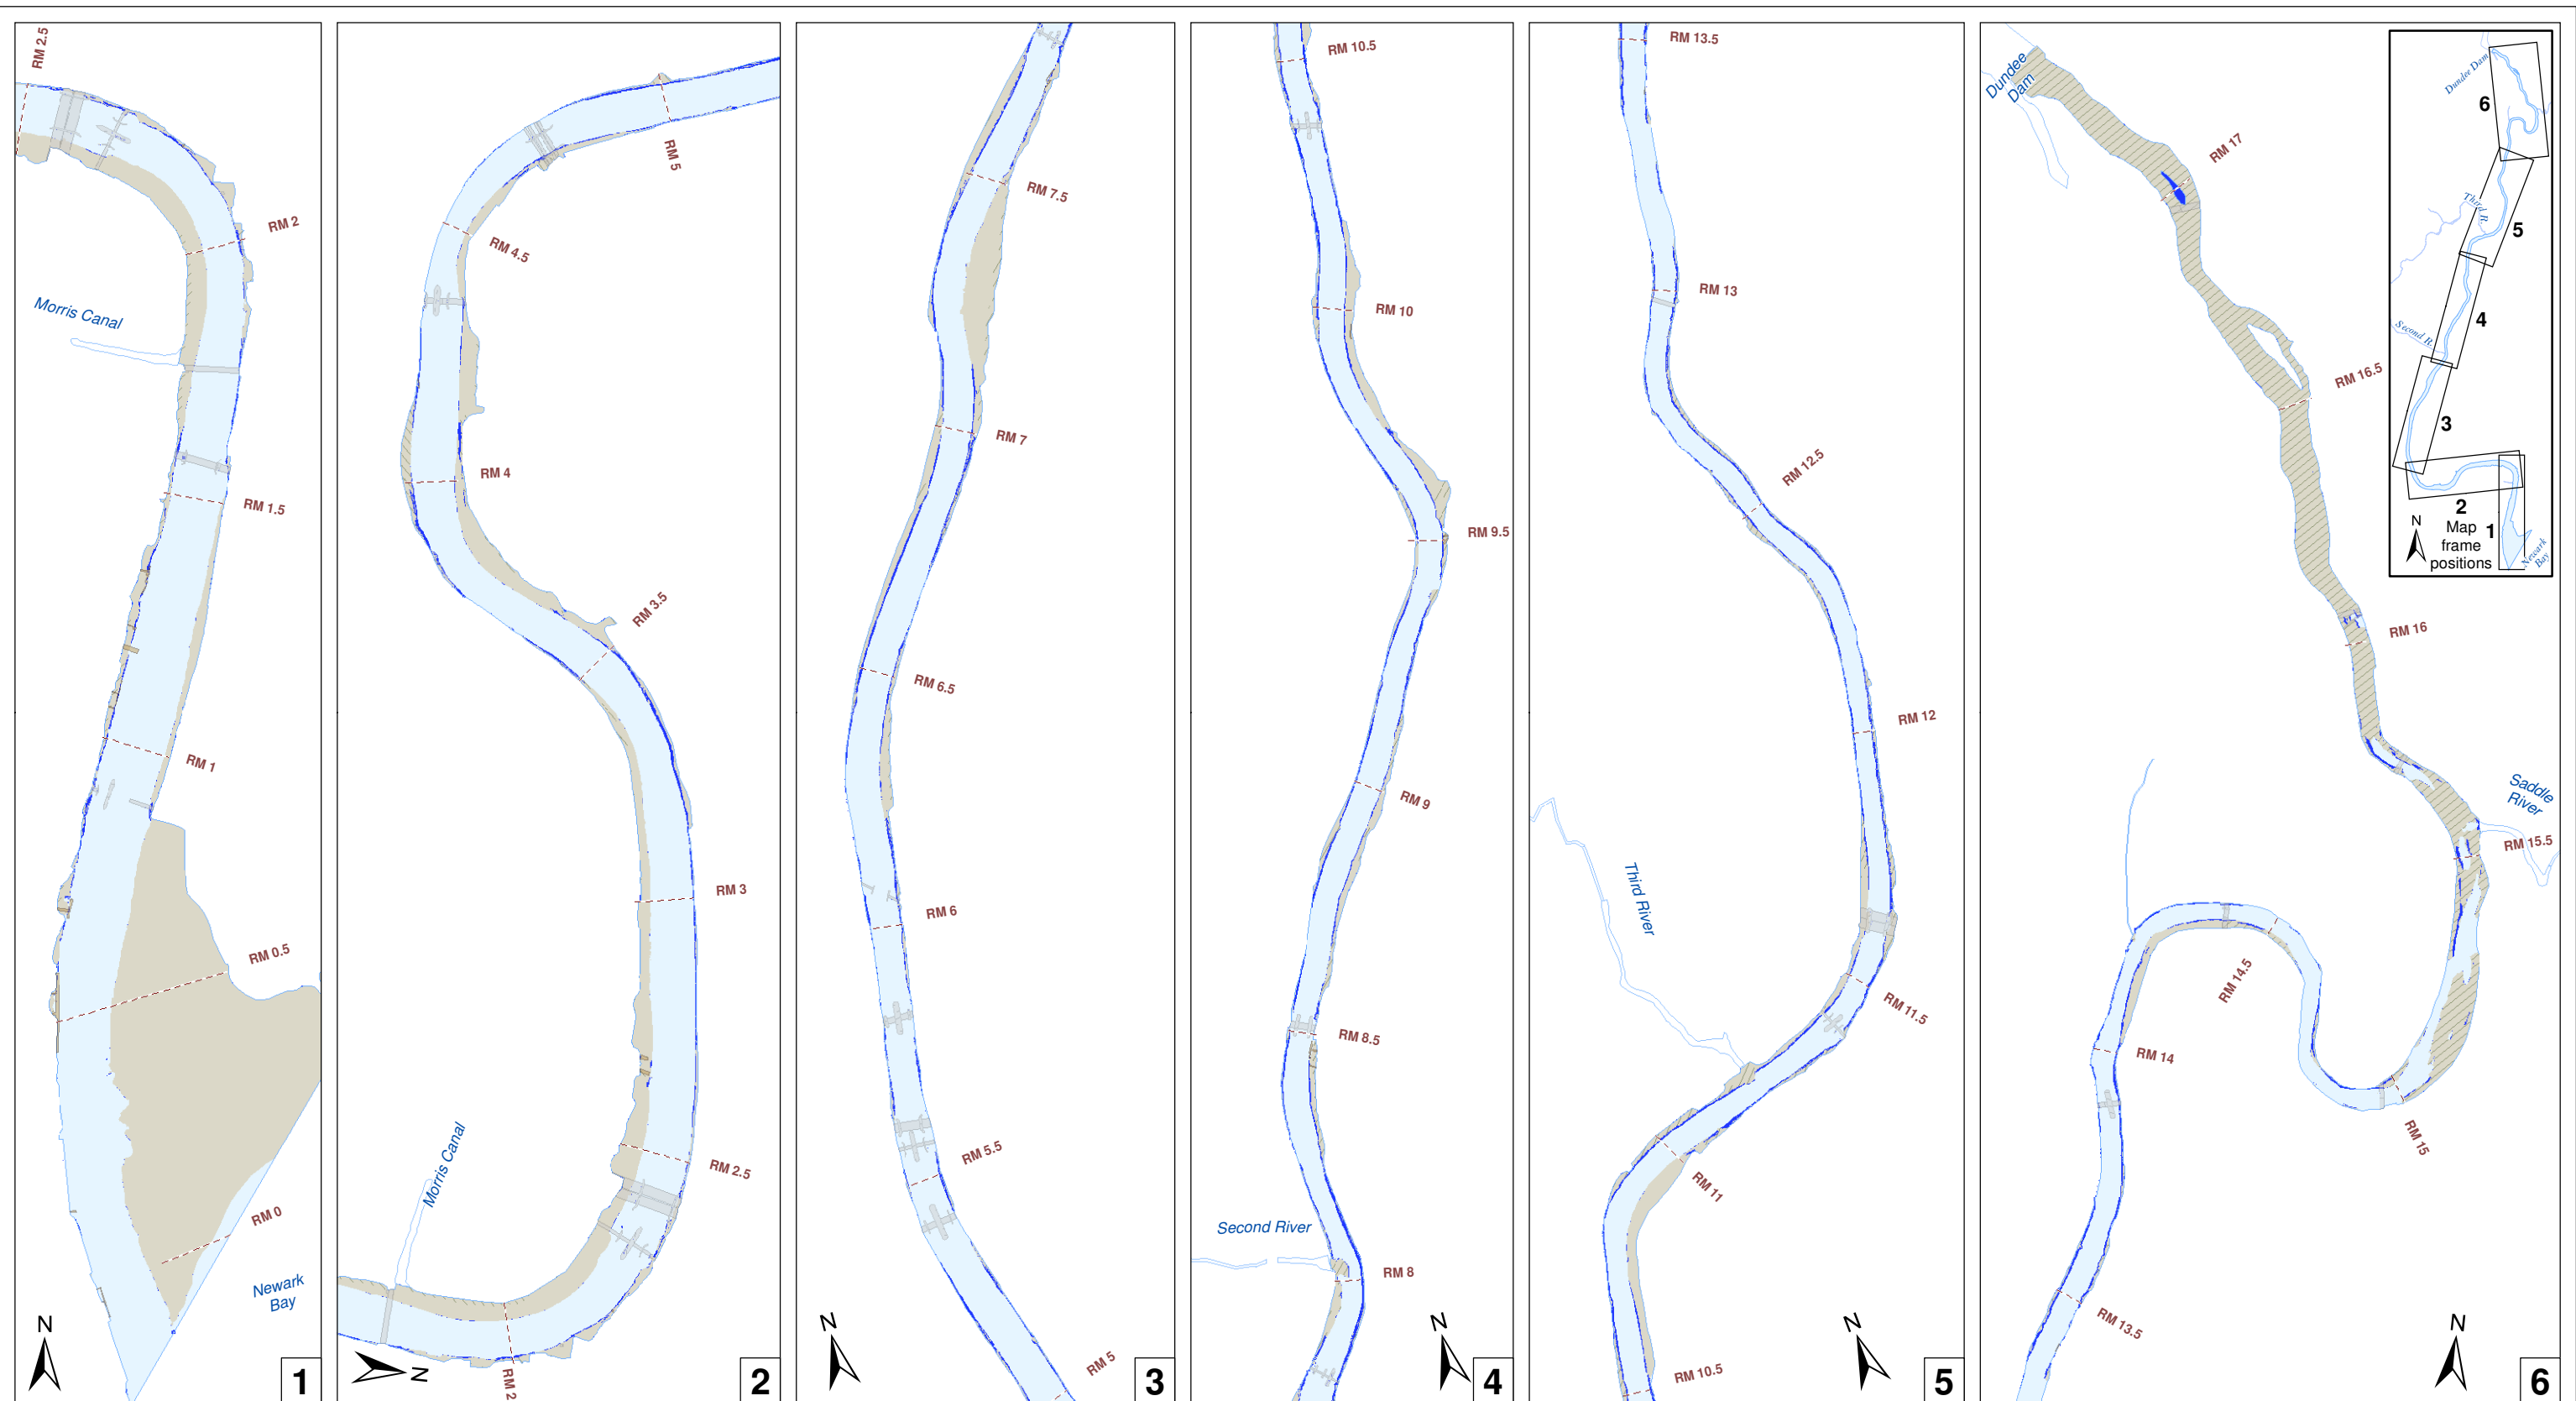 RM 2.5
RM 2
Morris Canal
RM 1.5
RM 1
RM 0.5
RM 0
Newark
Bay
N
1
RM 5
RM 4.5
RM 4
RM 3.5
RM 3
RM 2.5
Morris Canal
RM 2
N
2
RM 7.5
RM 7
RM 6.5
RM 6
RM 5.5
RM 5
N
3
RM 10.5
RM 10
RM 9.5
RM 9
RM 8.5
Second River
RM 8
N
4
RM 13.5
RM 13
RM 12.5
RM 12
Third River
RM 11.5
RM 11
RM 10.5
N
5
Dundee
Dam
RM 17
RM 16.5
RM 16
Saddle
River
RM 15.5
RM 14.5
RM 14
RM 15
RM 13.5
N
6
Dundee Dam
6
Third R.
5
4
Second R.
3
2
1
N
Map
frame
positions
Newark
Bay